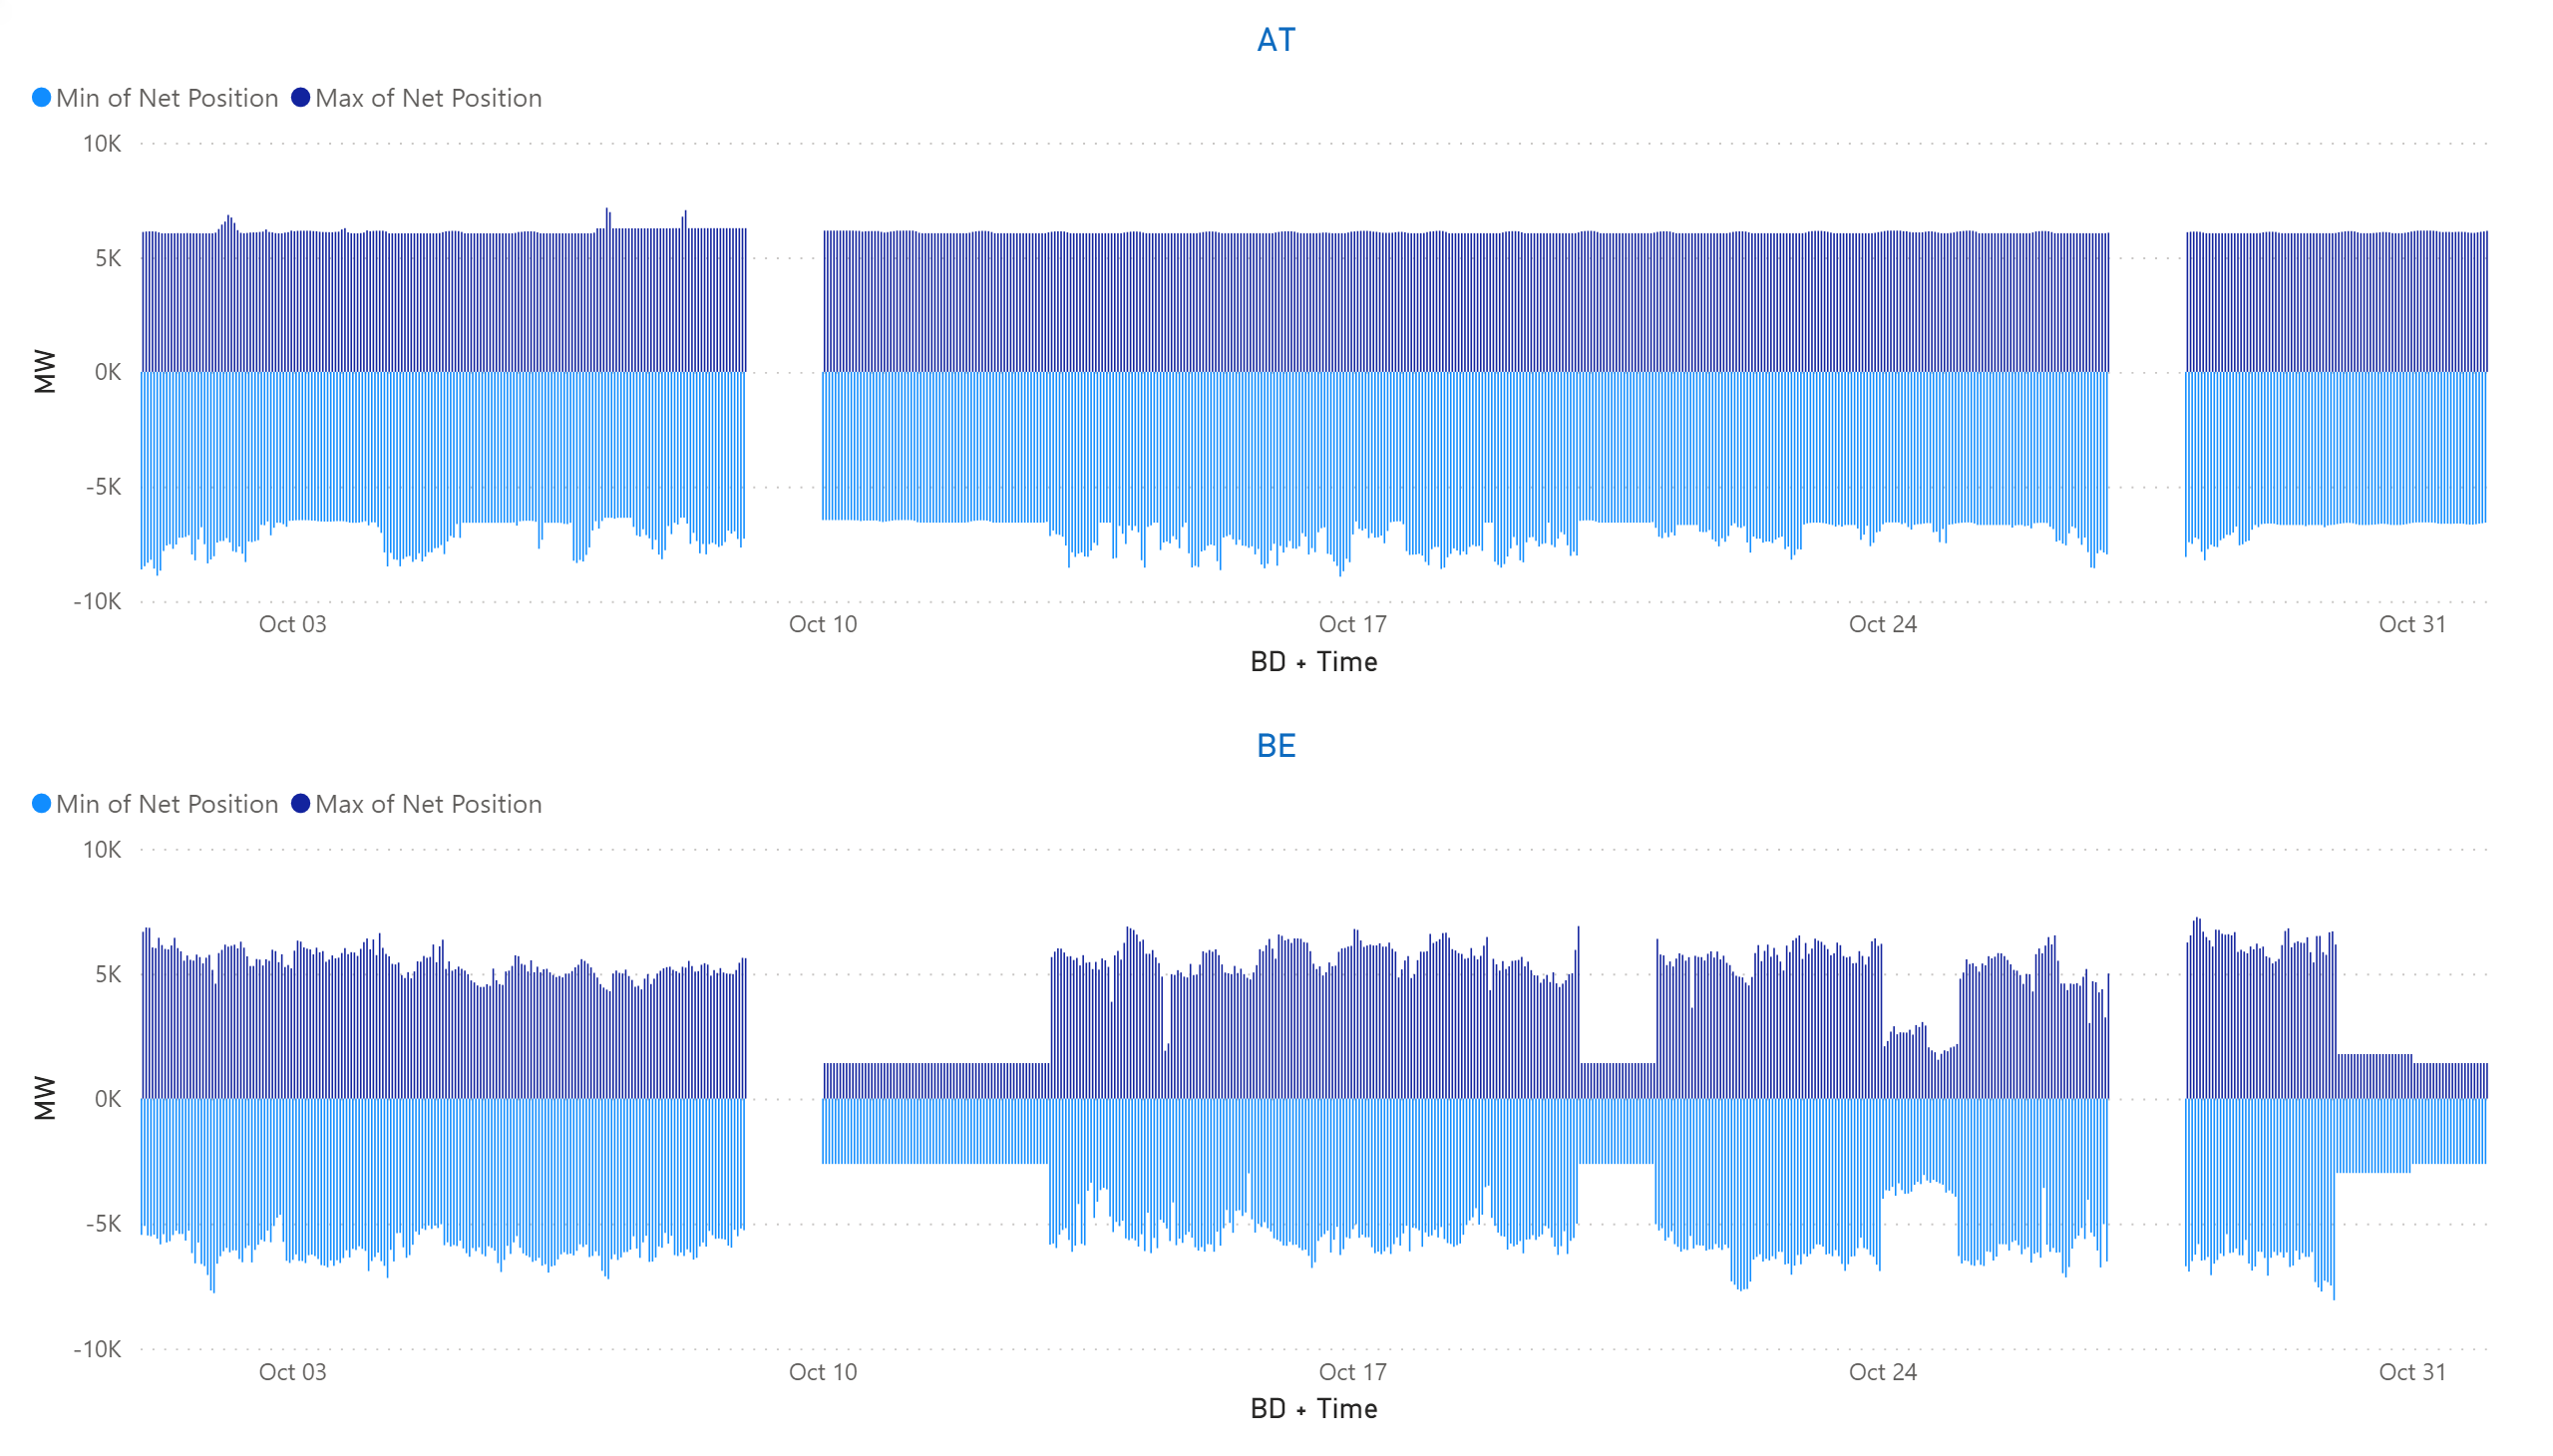 AT
Min of Net Position Max of Net Position
10K
5K
0K
-5K
-10K
MW
Oct 03 Oct 10 Oct 17 Oct 24 Oct 31
BD + Time
BE
Min of Net Position Max of Net Position
10K
5K
0K
-5K
-10K
MW
Oct 03 Oct 10 Oct 17 Oct 24 Oct 31
BD + Time